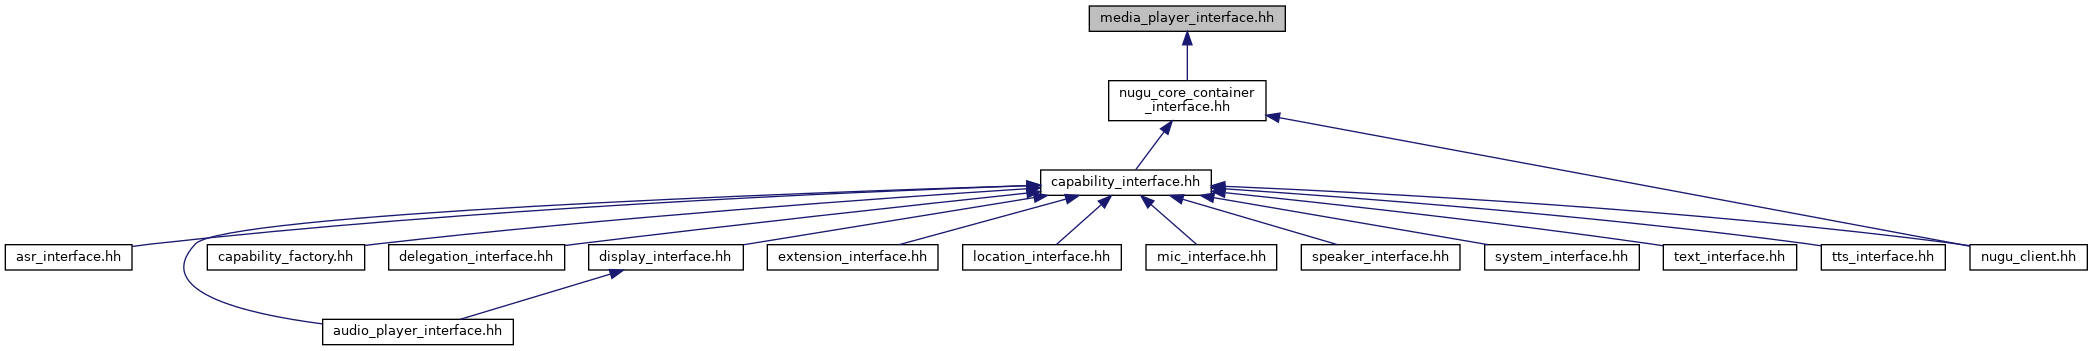 media_player_interface.hh
nugu_core_container
_interface.hh
capability_interface.hh
asr_interface.hh
capability_factory.hh
delegation_interface.hh
display_interface.hh
extension_interface.hh
location_interface.hh
mic_interface.hh
speaker_interface.hh
system_interface.hh
text_interface.hh
tts_interface.hh
nugu_client.hh
audio_player_interface.hh